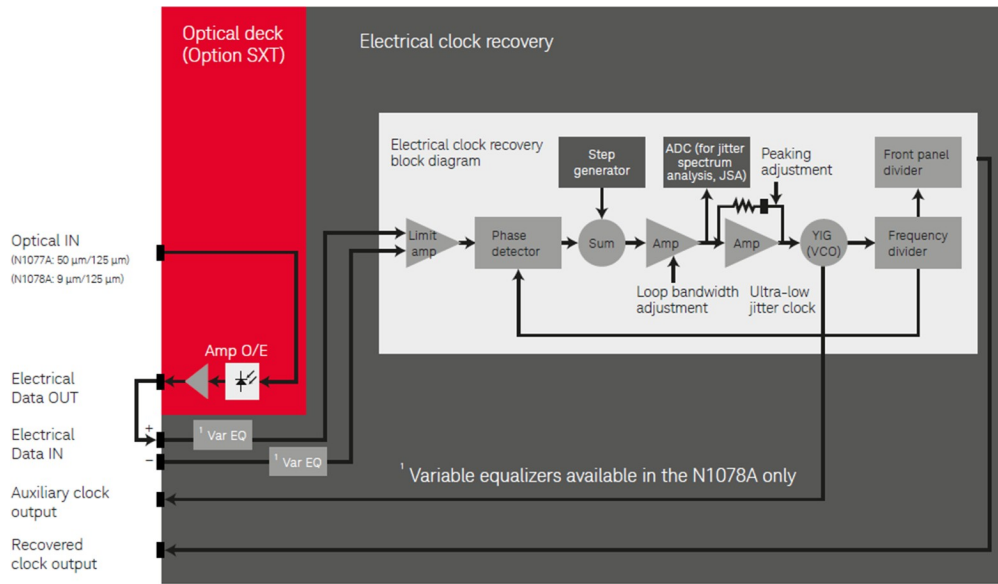 Optical deck
(Option SXT)
Electrical clock recovery
Electrical clock recovery
block diagram
Step
generator
ADC (for jitter
spectrum
analysis, JSA)
Peaking
adjustment
Front panel
divider
Limit
amp
Phase
detector
Sum
Amp
Amp
YIG
(VCO)
Frequency
divider
Loop bandwidth
adjustment
Ultra-low
jitter clock
Optical IN
(N1077A: 50 µm/125 µm)
(N1078A: 9 µm/125 µm)
Amp O/E
Electrical
Data OUT
Electrical
Data IN
+
−
¹ Var EQ
¹ Var EQ
¹ Variable equalizers available in the N1078A only
Auxiliary clock
output
Recovered
clock output